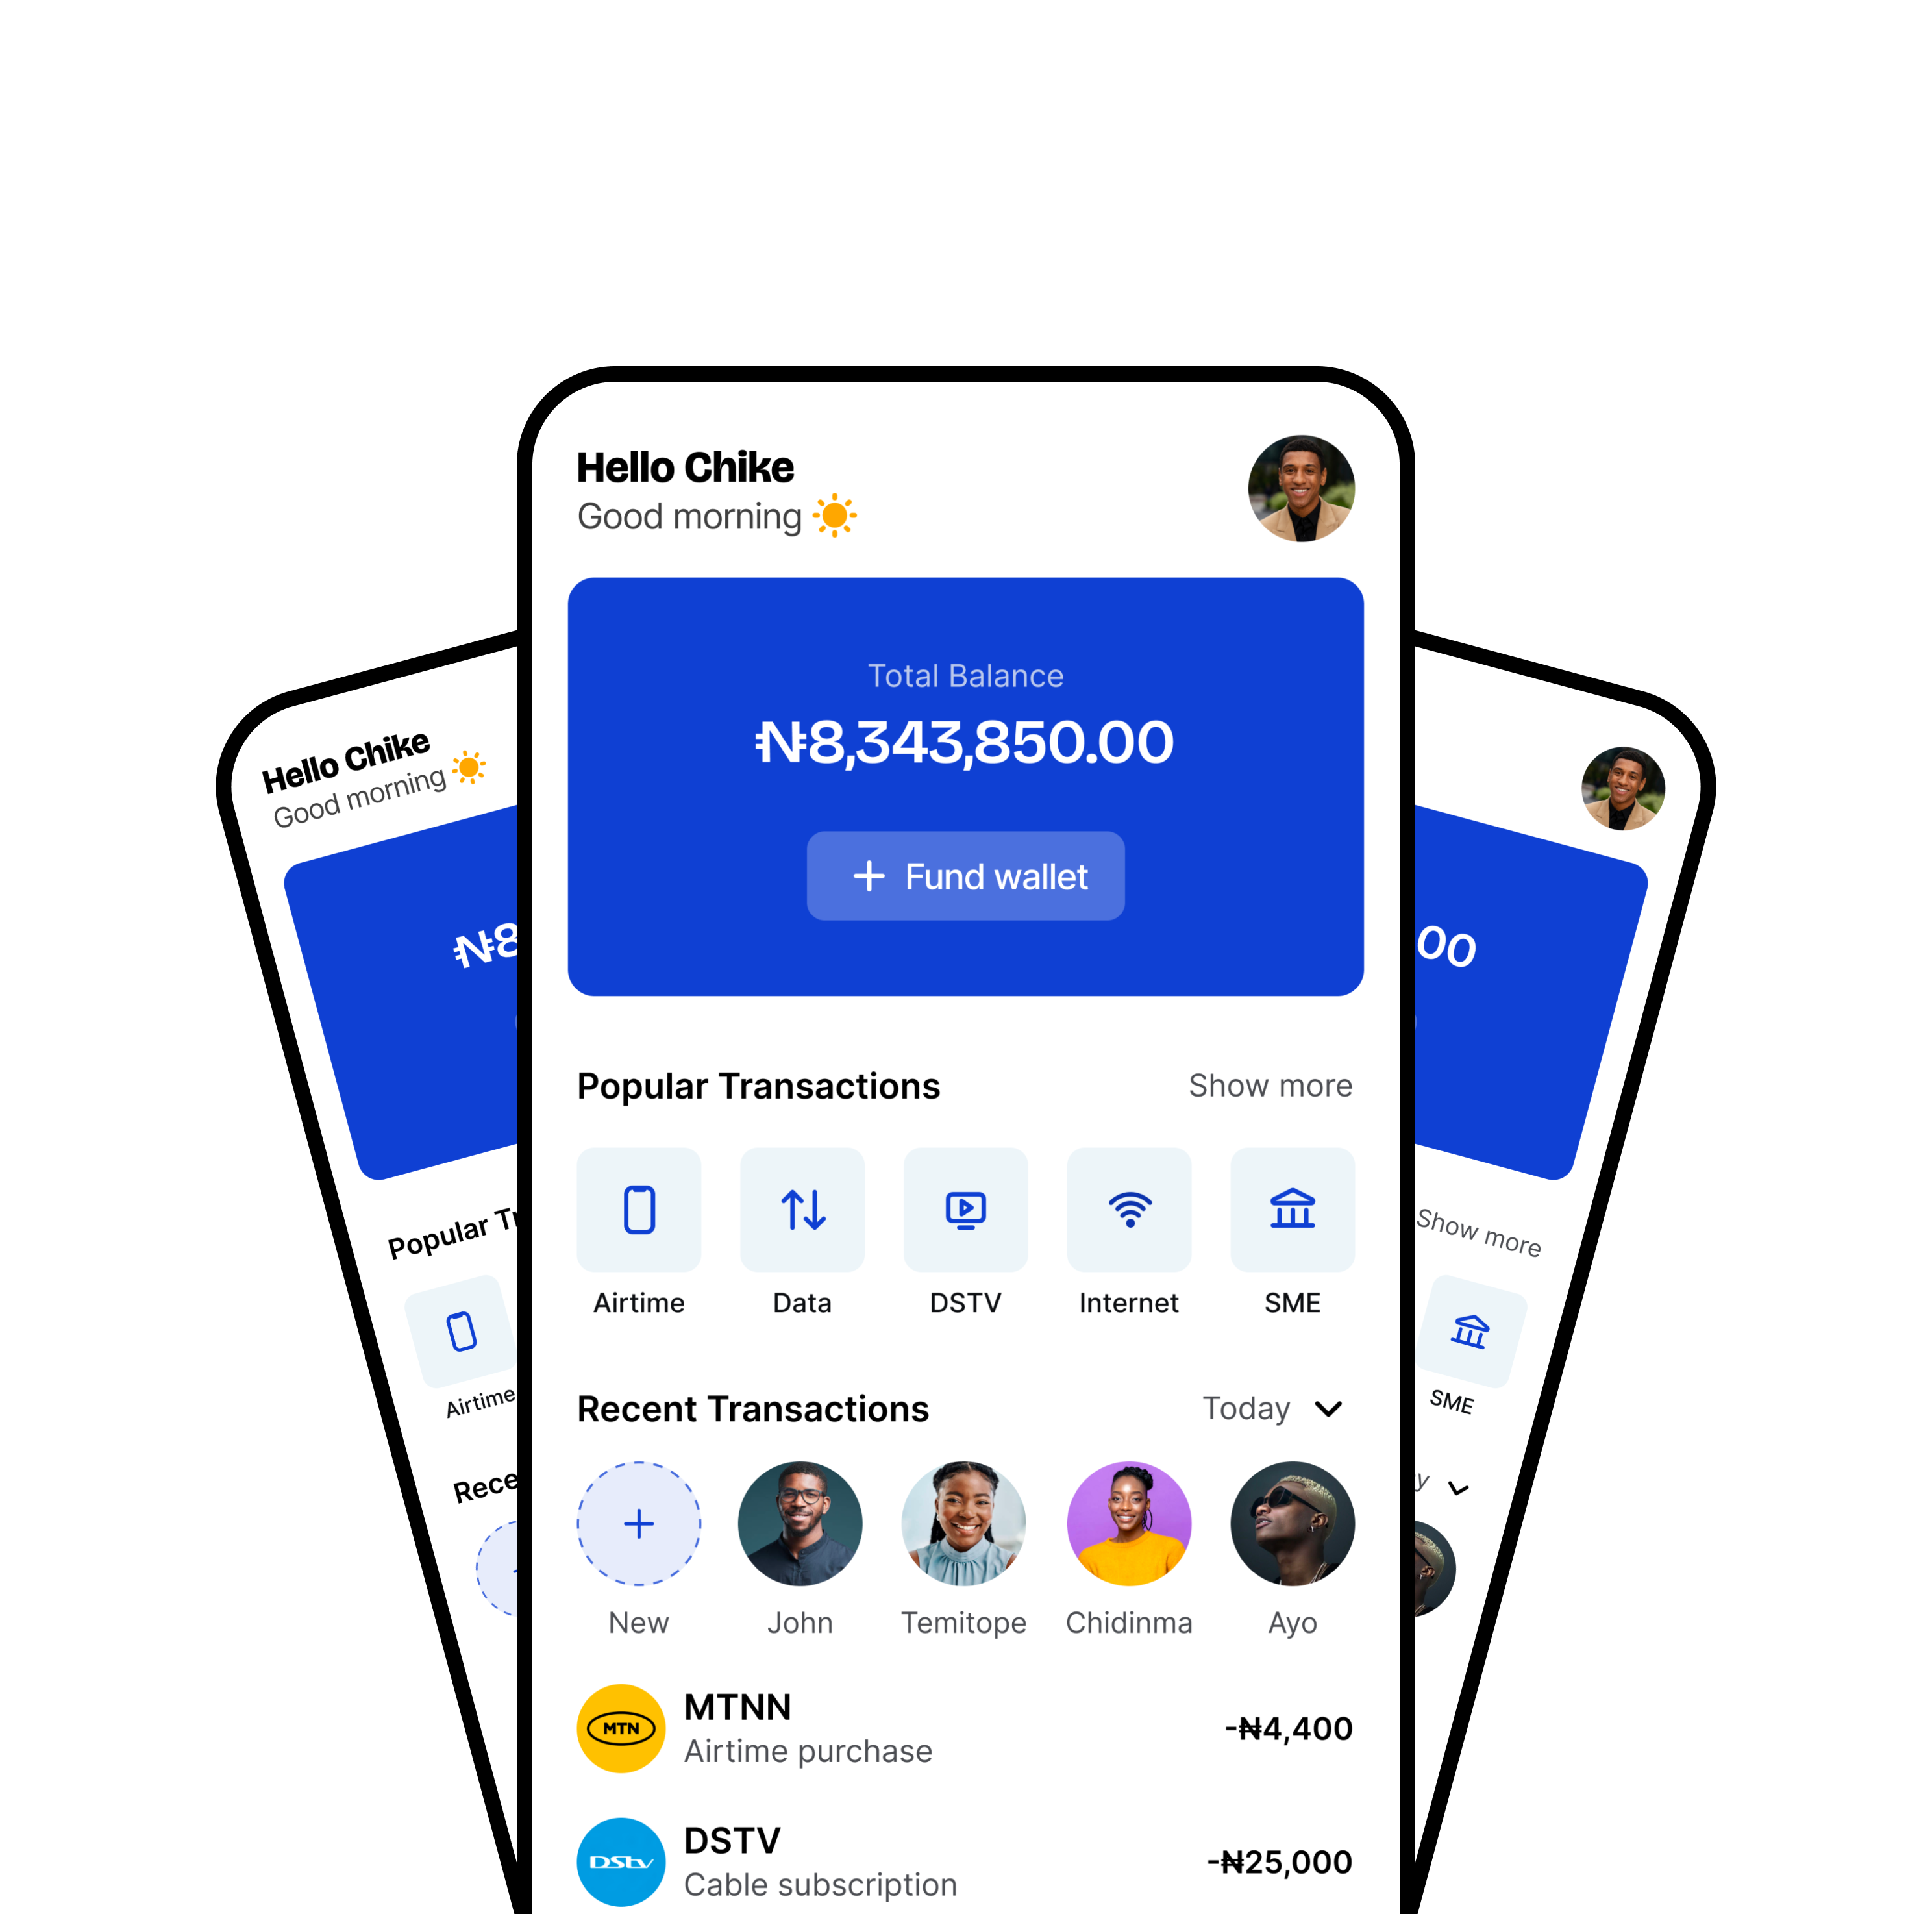 Hello Chike
Good morning
Total Balance
₦8,343,850.00
+ Fund wallet
Popular Transactions Show more
Airtime Data DSTV Internet SME
Recent Transactions Today
New John Temitope Chidinma Ayo
MTN
MTNN
Airtime purchase
-₦4,400
DStv
DSTV
Cable subscription
-₦25,000
Hello Chike
Good morning
₦8
Popular Tr
Airtime
Rece
00
Show more
SME
y